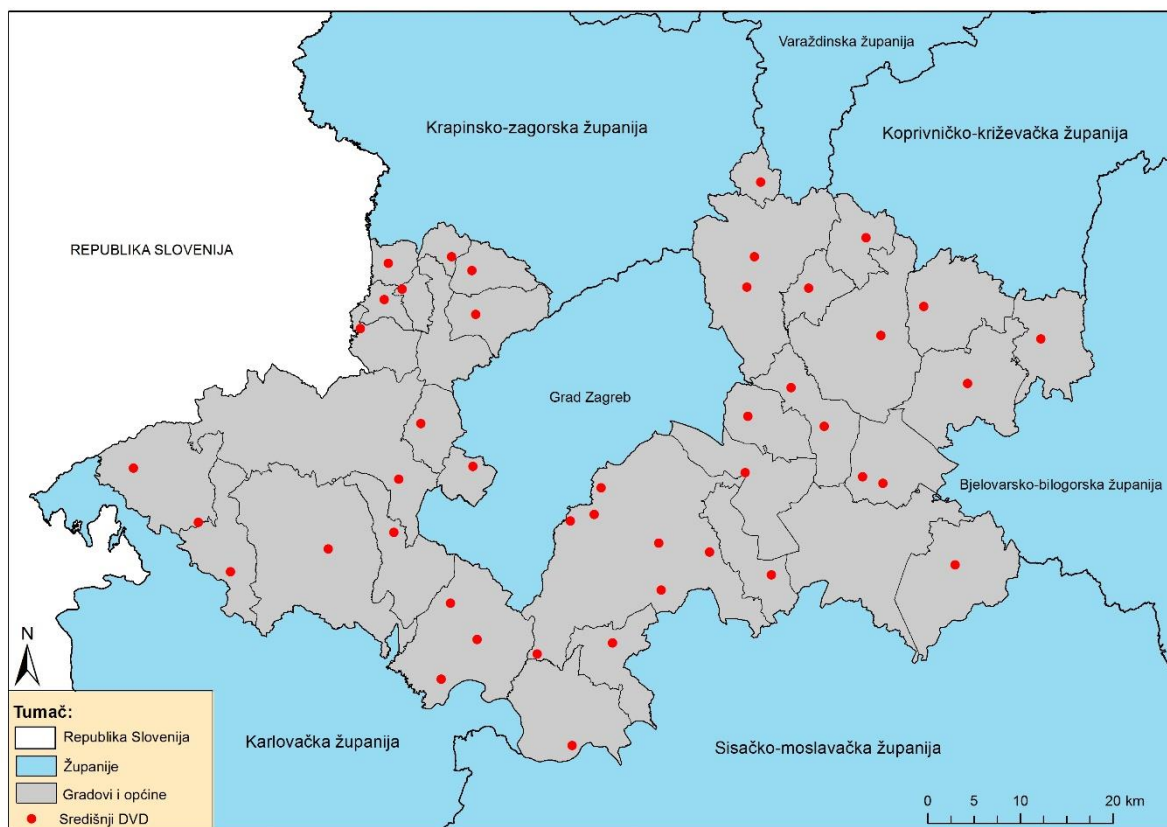 Varaždinska županija
Krapinsko-zagorska županija
Koprivničko-križevačka županija
REPUBLIKA SLOVENIJA
Grad Zagreb
Bjelovarsko-bilogorska županija
N
Karlovačka županija
Sisačko-moslavačka županija
Tumač:
Republika Slovenija
Županije
Gradovi i općine
Središnji DVD
0 5 10 20 km